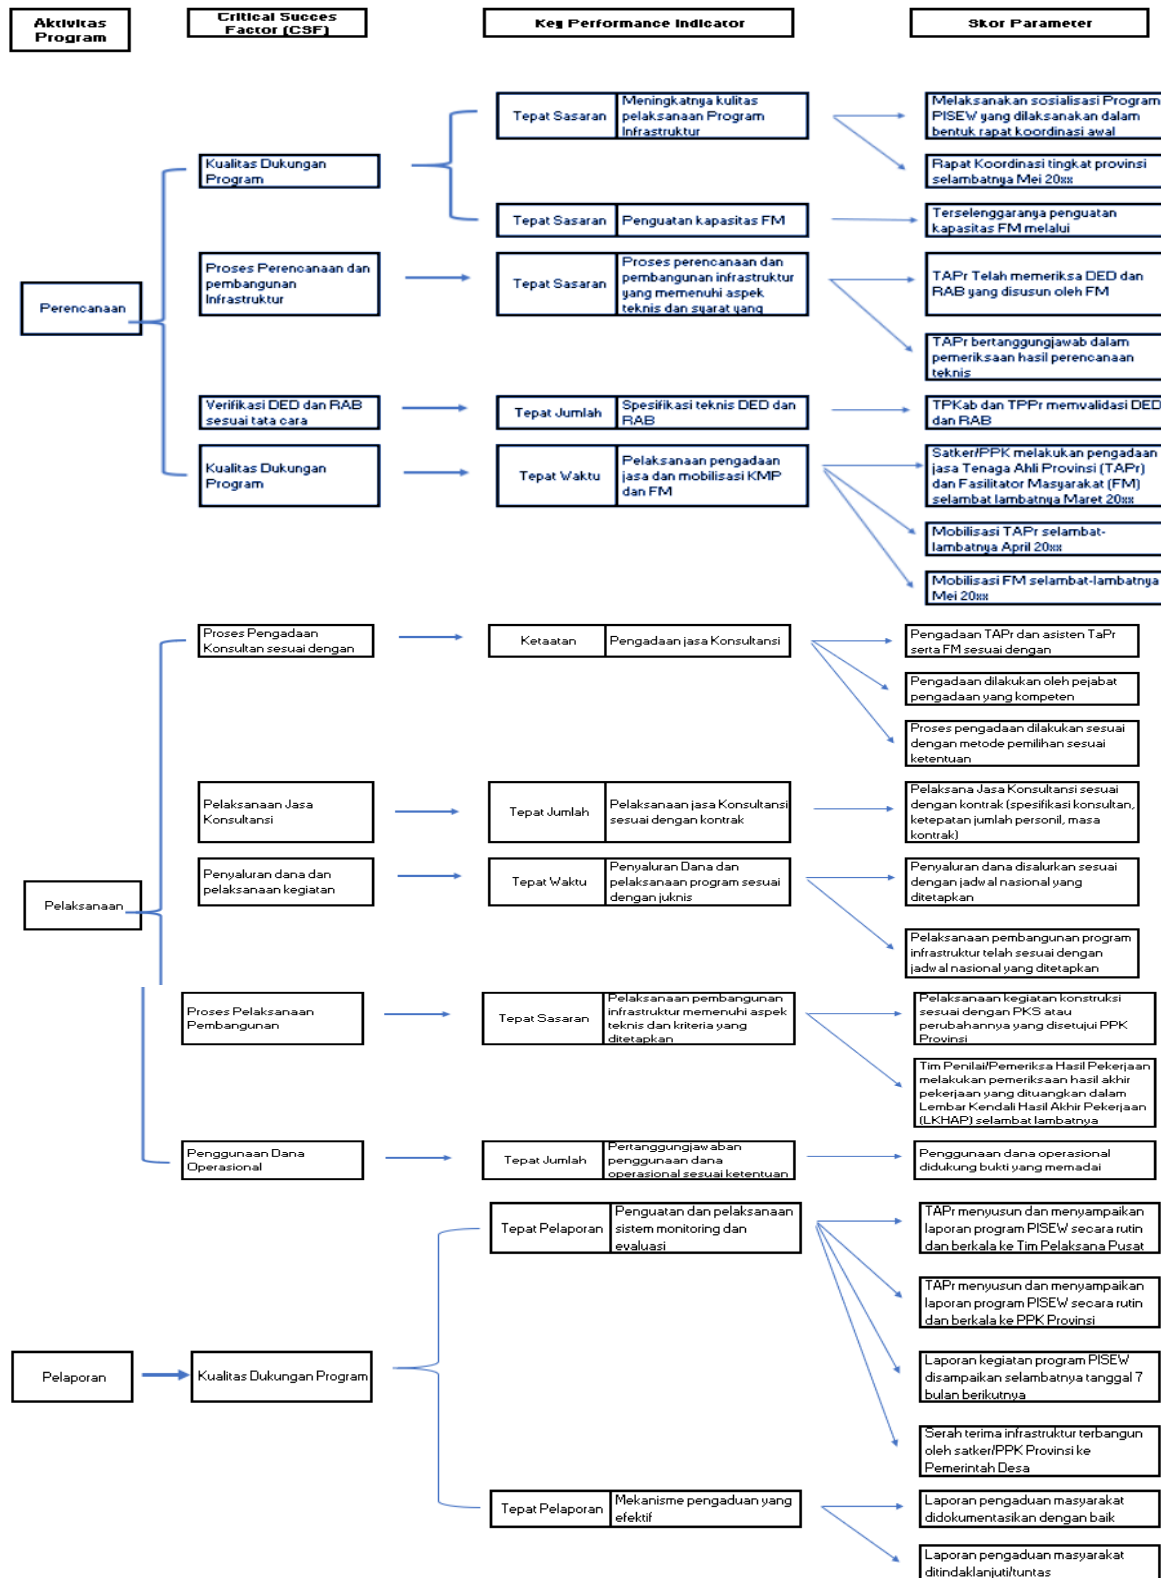 Aktivitas
Program
Critical Succes
Factor (CSF)
Key Performance Indicator
Skor Parameter
Perencanaan
Kualitas Dukungan
Program
Tepat Sasaran
Meningkatnya kulitas
pelaksanaan Program
Infrastruktur
Melaksanakan sosialisasi Program
PISEW yang dilaksanakan dalam
bentuk rapat koordinasi awal
Rapat Koordinasi tingkat provinsi
selambatnya Mei 20xx
Tepat Sasaran
Penguatan kapasitas FM
Terselenggaranya penguatan
kapasitas FM melalui
Proses Perencanaan dan
pembangunan
Infrastruktur
Tepat Sasaran
Proses perencanaan dan
pembangunan infrastruktur
yang memenuhi aspek
teknis dan syarat yang
TAPr Telah memeriksa DED dan
RAB yang disusun oleh FM
TAPr bertanggungjawab dalam
pemeriksaan hasil perencanaan
teknis
Verifikasi DED dan RAB
sesuai tata cara
Tepat Jumlah
Spesifikasi teknis DED dan
RAB
TPKab dan TPPr memvalidasi DED
dan RAB
Kualitas Dukungan
Program
Tepat Waktu
Pelaksanaan pengadaan
jasa dan mobilisasi KMP
dan FM
Satker/PPK melakukan pengadaan
jasa Tenaga Ahli Provinsi (TAPr)
dan Fasilitator Masyarakat (FM)
selambat lambatnya Maret 20xx
Mobilisasi TAPr selambat-
lambatnya April 20xx
Mobilisasi FM selambat-lambatnya
Mei 20xx
Pelaksanaan
Proses Pengadaan
Konsultan sesuai dengan
Ketaatan
Pengadaan jasa Konsultansi
Pengadaan TAPr dan asisten TaPr
serta FM sesuai dengan
Pengadaan dilakukan oleh pejabat
pengadaan yang kompeten
Proses pengadaan dilakukan sesuai
dengan metode pemilihan sesuai
ketentuan
Pelaksanaan Jasa
Konsultansi
Tepat Jumlah
Pelaksanaan jasa Konsultansi
sesuai dengan kontrak
Pelaksana Jasa Konsultansi sesuai
dengan kontrak (spesifikasi konsultan,
ketepatan jumlah personil, masa
kontrak)
Penyaluran dana dan
pelaksanaan kegiatan
Tepat Waktu
Penyaluran Dana dan
pelaksanaan program sesuai
dengan juknis
Penyaluran dana disalurkan sesuai
dengan jadwal nasional yang
ditetapkan
Pelaksanaan pembangunan program
infrastruktur telah sesuai dengan
jadwal nasional yang ditetapkan
Proses Pelaksanaan
Pembangunan
Tepat Sasaran
Pelaksanaan pembangunan
infrastruktur memenuhi aspek
teknis dan kriteria yang
ditetapkan
Pelaksanaan kegiatan konstruksi
sesuai dengan PKS atau
perubahannya yang disetujui PPK
Provinsi
Tim Penilai/Pemeriksa Hasil Pekerjaan
melakukan pemeriksaan hasil akhir
pekerjaan yang dituangkan dalam
Lembar Kendali Hasil Akhir Pekerjaan
(LKHAP) selambat lambatnya
Penggunaan Dana
Operasional
Tepat Jumlah
Pertanggungjawaban
penggunaan dana
operasional sesuai ketentuan
Penggunaan dana operasional
didukung bukti yang memadai
Pelaporan
Kualitas Dukungan Program
Tepat Pelaporan
Penguatan dan pelaksanaan
sistem monitoring dan
evaluasi
TAPr menyusun dan menyampaikan
laporan program PISEW secara rutin
dan berkala ke Tim Pelaksana Pusat
TAPr menyusun dan menyampaikan
laporan program PISEW secara rutin
dan berkala ke PPK Provinsi
Laporan kegiatan program PISEW
disampaikan selambatnya tanggal 7
bulan berikutnya
Serah terima infrastruktur terbangun
oleh satker/PPK Provinsi ke
Pemerintah Desa
Tepat Pelaporan
Mekanisme pengaduan yang
efektif
Laporan pengaduan masyarakat
didokumentasikan dengan baik
Laporan pengaduan masyarakat
ditindaklanjuti/tuntas